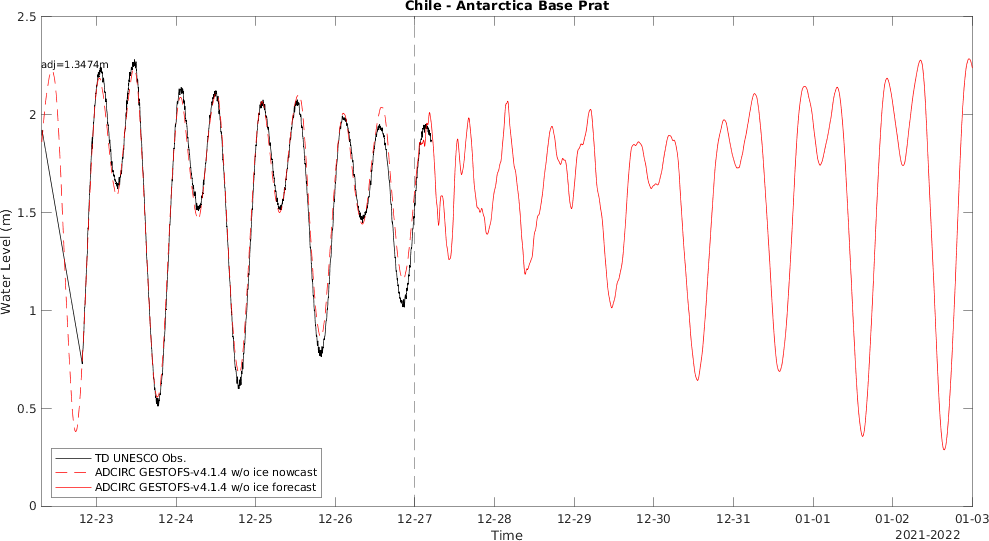 Chile - Antarctica Base Prat
2.5
adj=1.3474m
2
1.5
Water Level (m)
1
0.5
TD UNESCO Obs.
ADCIRC GESTOFS-v4.1.4 w/o ice nowcast
ADCIRC GESTOFS-v4.1.4 w/o ice forecast
0
12-23 12-24 12-25 12-26 12-27 12-28 12-29 12-30 12-31 01-01 01-02 01-03
Time
2021-2022